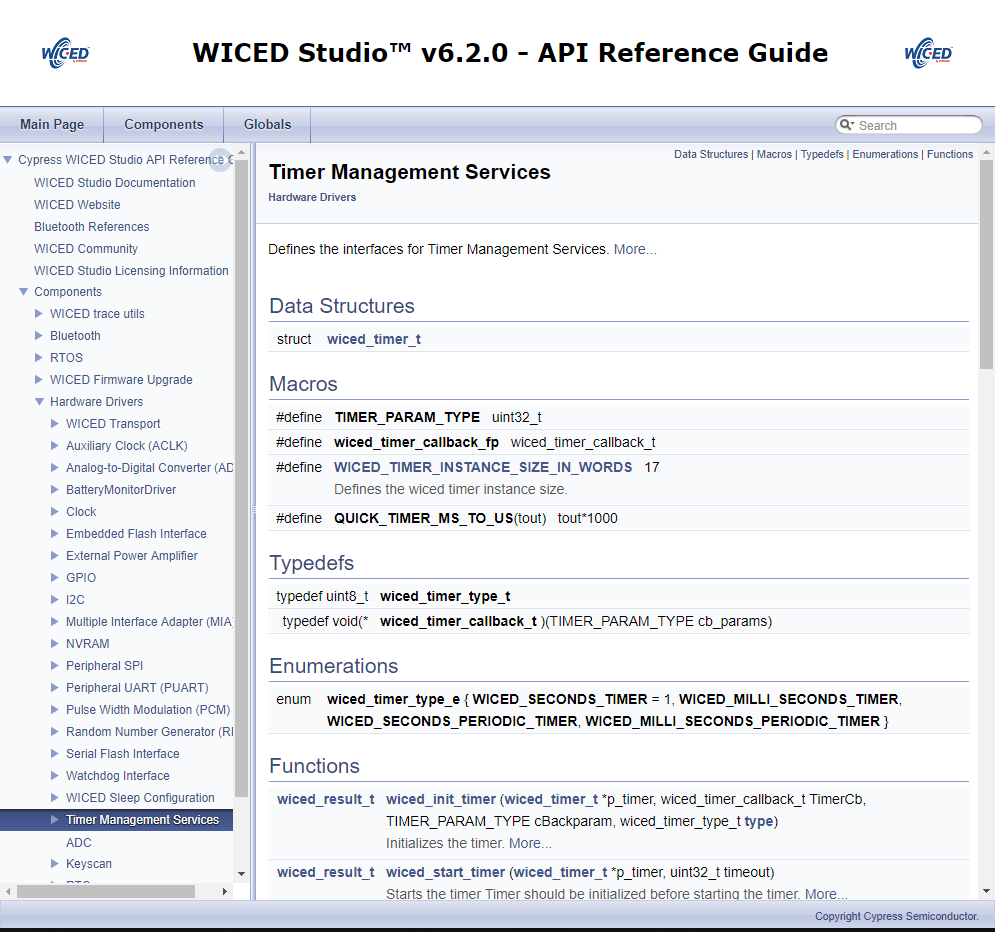 WICED
WICED Studio™ v6.2.0 - API Reference Guide
WICED
Main Page
Components
Globals
Search
Cypress WICED Studio API Reference G
WICED Studio Documentation
WICED Website
Bluetooth References
WICED Community
WICED Studio Licensing Information
Components
WICED trace utils
Bluetooth
RTOS
WICED Firmware Upgrade
Hardware Drivers
WICED Transport
Auxiliary Clock (ACLK)
Analog-to-Digital Converter (AD
BatteryMonitorDriver
Clock
Embedded Flash Interface
External Power Amplifier
GPIO
I2C
Multiple Interface Adapter (MIA
NVRAM
Peripheral SPI
Peripheral UART (PUART)
Pulse Width Modulation (PCM)
Random Number Generator (R
Serial Flash Interface
Watchdog Interface
WICED Sleep Configuration
Timer Management Services
ADC
Keyscan
RTC
Data Structures | Macros | Typedefs | Enumerations | Functions
Timer Management Services
Hardware Drivers
Defines the interfaces for Timer Management Services. More...
Data Structures
struct wiced_timer_t
Macros
#define TIMER_PARAM_TYPE uint32_t
#define wiced_timer_callback_fp wiced_timer_callback_t
#define WICED_TIMER_INSTANCE_SIZE_IN_WORDS 17
Defines the wiced timer instance size.
#define QUICK_TIMER_MS_TO_US(tout) tout*1000
Typedefs
typedef uint8_t wiced_timer_type_t
typedef void(* wiced_timer_callback_t )(TIMER_PARAM_TYPE cb_params)
Enumerations
enum wiced_timer_type_e { WICED_SECONDS_TIMER = 1, WICED_MILLI_SECONDS_TIMER,
WICED_SECONDS_PERIODIC_TIMER, WICED_MILLI_SECONDS_PERIODIC_TIMER }
Functions
wiced_result_t wiced_init_timer (wiced_timer_t *p_timer, wiced_timer_callback_t TimerCb,
TIMER_PARAM_TYPE cBackparam, wiced_timer_type_t type)
Initializes the timer. More...
wiced_result_t wiced_start_timer (wiced_timer_t *p_timer, uint32_t timeout)
Starts the timer Timer should be initialized before starting the timer. More...
Copyright Cypress Semiconductor.